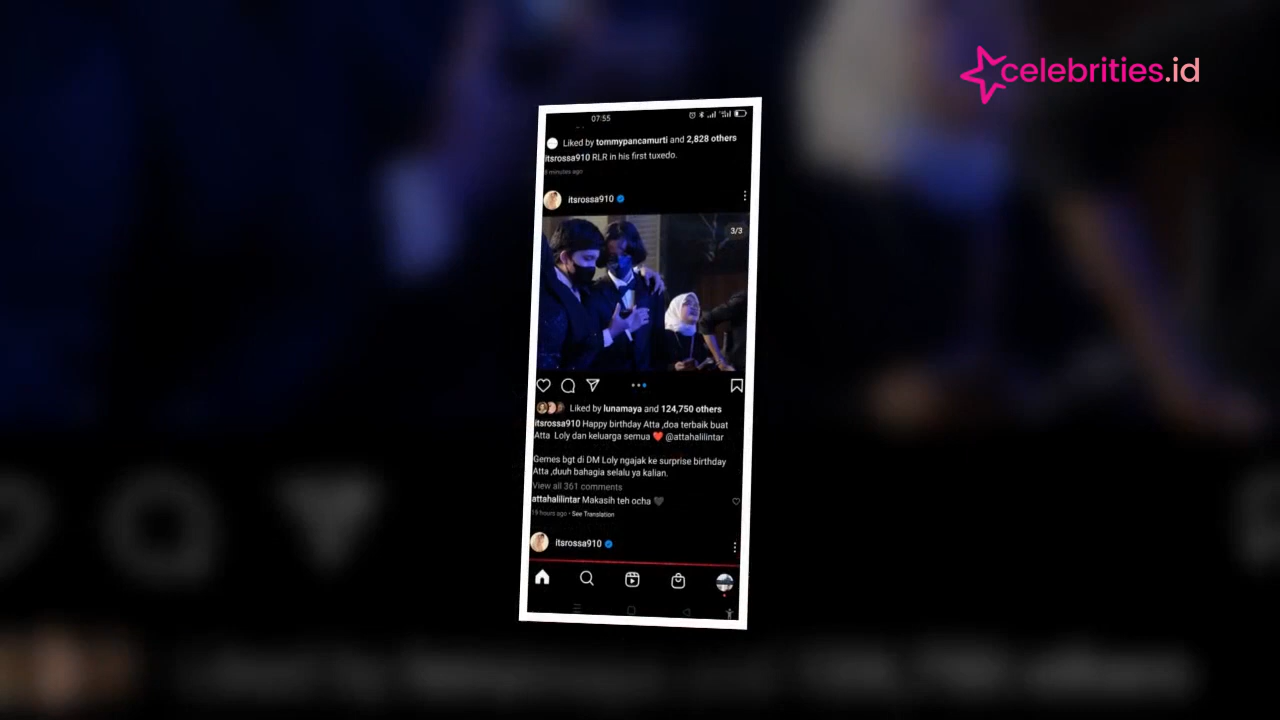 celebrities.id
07:55
Liked by tommypancamurti and 2,828 others
itsrossa910 RLR in his first tuxedo.
8 minutes ago
itsrossa910
3/3
Liked by lunamaya and 124,750 others
itsrossa910 Happy birthday Atta ,doa terbaik buat
Atta Loly dan keluarga semua ❤️ @attahalilintar
Gemes bgt di DM Loly ngajak ke surprise birthday
Atta ,duuh bahagia selalu ya kalian.
View all 361 comments
attahalilintar Makasih teh ocha 🖤
19 hours ago • See Translation
itsrossa910